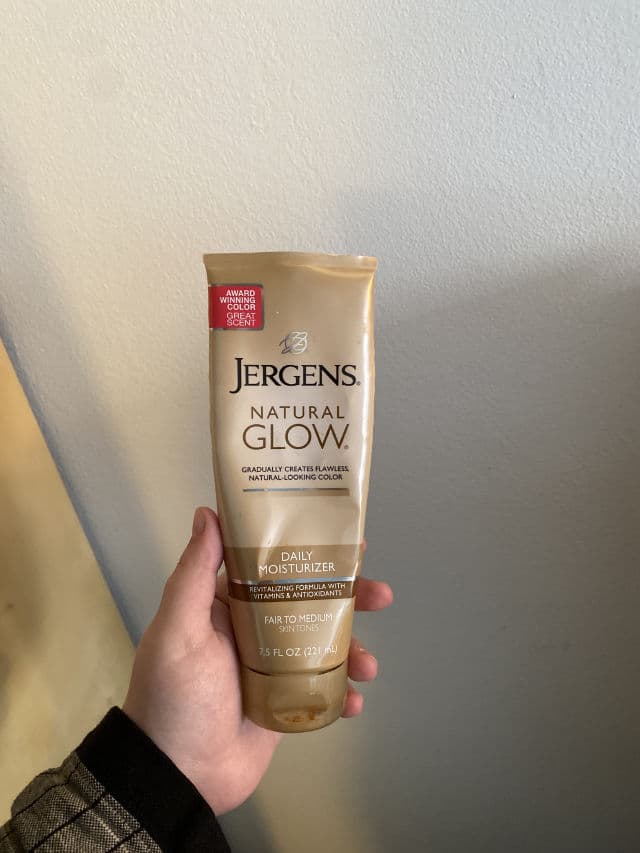 AWARD
WINNING
COLOR
GREAT
SCENT
JERGENS®
NATURAL
GLOW®
GRADUALLY CREATES FLAWLESS,
NATURAL-LOOKING COLOR
DAILY
MOISTURIZER
REVITALIZING FORMULA WITH
VITAMINS & ANTIOXIDANTS
FAIR TO MEDIUM
SKIN TONES
7.5 FL OZ (221 mL)